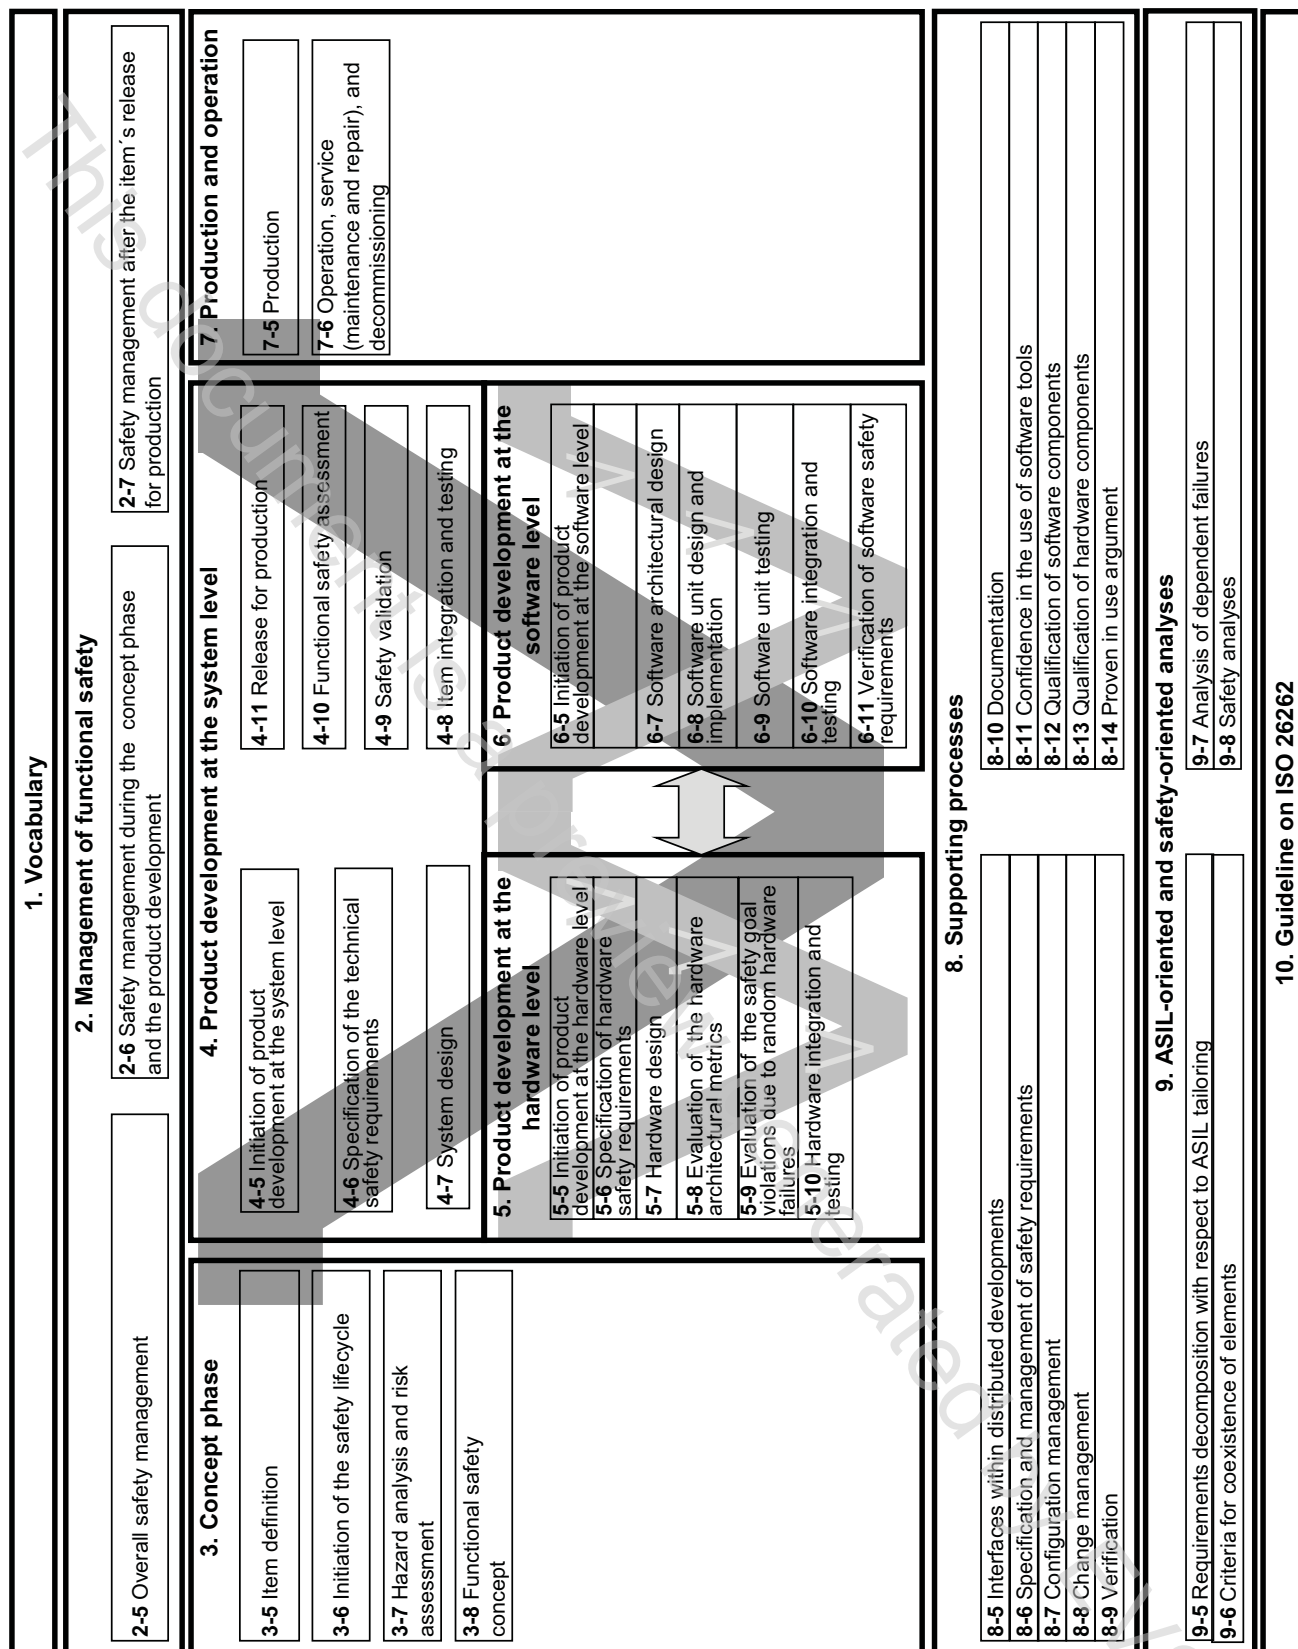 1. Vocabulary
2. Management of functional safety
2-5 Overall safety management
2-6 Safety management during the concept phase
and the product development
2-7 Safety management after the item´s release
for production
3. Concept phase
3-5 Item definition
3-6 Initiation of the safety lifecycle
3-7 Hazard analysis and risk
assessment
3-8 Functional safety
concept
4. Product development at the system level
4-5 Initiation of product
development at the system level
4-6 Specification of the technical
safety requirements
4-7 System design
4-11 Release for production
4-10 Functional safety assessment
4-9 Safety validation
4-8 Item integration and testing
5. Product development at the
hardware level
5-5 Initiation of product
development at the hardware level
5-6 Specification of hardware
safety requirements
5-7 Hardware design
5-8 Evaluation of the hardware
architectural metrics
5-9 Evaluation of the safety goal
violations due to random hardware
failures
5-10 Hardware integration and
testing
6. Product development at the
software level
6-5 Initiation of product
development at the software level
6-7 Software architectural design
6-8 Software unit design and
implementation
6-9 Software unit testing
6-10 Software integration and
testing
6-11 Verification of software safety
requirements
7. Production and operation
7-5 Production
7-6 Operation, service
(maintenance and repair), and
decommissioning
8. Supporting processes
8-5 Interfaces within distributed developments
8-6 Specification and management of safety requirements
8-7 Configuration management
8-8 Change management
8-9 Verification
8-10 Documentation
8-11 Confidence in the use of software tools
8-12 Qualification of software components
8-13 Qualification of hardware components
8-14 Proven in use argument
9. ASIL-oriented and safety-oriented analyses
9-5 Requirements decomposition with respect to ASIL tailoring
9-6 Criteria for coexistence of elements
9-7 Analysis of dependent failures
9-8 Safety analyses
10. Guideline on ISO 26262
This document is a preview generated by